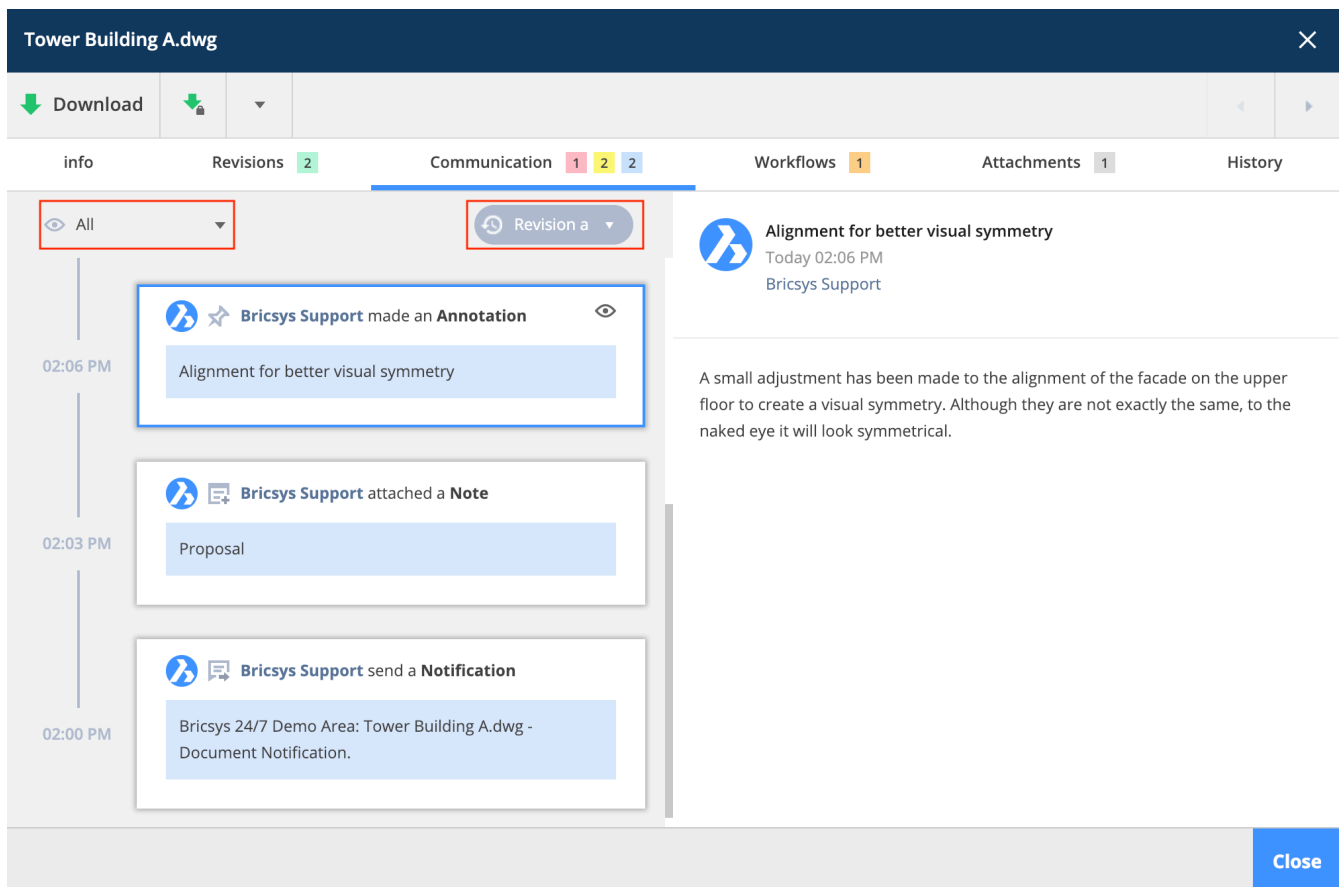 Tower Building A.dwg
Download
info Revisions 2 Communication 1 2 2 Workflows 1 Attachments 1 History
All
Revision a
02:06 PM
Bricsys Support made an Annotation
Alignment for better visual symmetry
02:03 PM
Bricsys Support attached a Note
Proposal
02:00 PM
Bricsys Support send a Notification
Bricsys 24/7 Demo Area: Tower Building A.dwg -
Document Notification.
Alignment for better visual symmetry
Today 02:06 PM
Bricsys Support
A small adjustment has been made to the alignment of the facade on the upper
floor to create a visual symmetry. Although they are not exactly the same, to the
naked eye it will look symmetrical.
Close